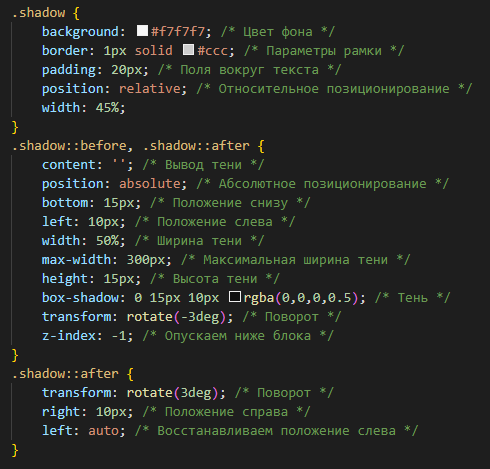 .shadow {
background: #f7f7f7; /* Цвет фона */
border: 1px solid #ccc; /* Параметры рамки */
padding: 20px; /* Поля вокруг текста */
position: relative; /* Относительное позиционирование */
width: 45%;
}
.shadow::before, .shadow::after {
content: ''; /* Вывод тени */
position: absolute; /* Абсолютное позиционирование */
bottom: 15px; /* Положение снизу */
left: 10px; /* Положение слева */
width: 50%; /* Ширина тени */
max-width: 300px; /* Максимальная ширина тени */
height: 15px; /* Высота тени */
box-shadow: 0 15px 10px rgba(0,0,0,0.5); /* Тень */
transform: rotate(-3deg); /* Поворот */
z-index: -1; /* Опускаем ниже блока */
}
.shadow::after {
transform: rotate(3deg); /* Поворот */
right: 10px; /* Положение справа */
left: auto; /* Восстанавливаем положение слева */
}